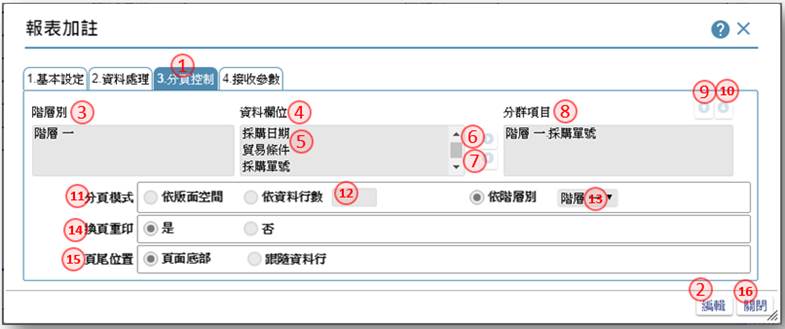 報表加註
?
①
1.基本設定 2.資料處理 3.分頁控制 4.接收參數
階層別 ③ 資料欄位 ④ 分群項目 ⑧ ⑨ ⑩
階層 一 採購日期 ⑤ ⑥ 階層 一.採購單號
貿易條件
採購單號 ⑦
⑪ 分頁模式 依版面空間 依資料行數 ⑫ 依階層別 階層 ⑬
⑭ 換頁重印 是 否
⑮ 頁尾位置 頁面底部 跟隨資料行
② ⑯
編輯 關閉